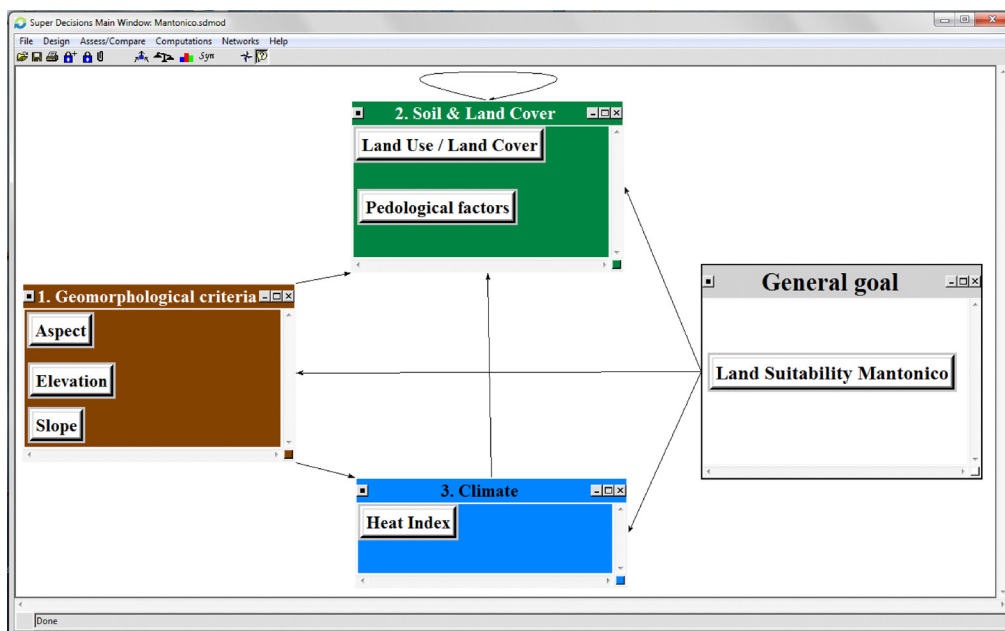 Super Decisions Main Window: Mantonico.sdmod
File Design Assess/Compare Computations Networks Help
Syn
2. Soil & Land Cover
Land Use / Land Cover
Pedological factors
1. Geomorphological criteria
Aspect
Elevation
Slope
General goal
Land Suitability Mantonico
3. Climate
Heat Index
Done